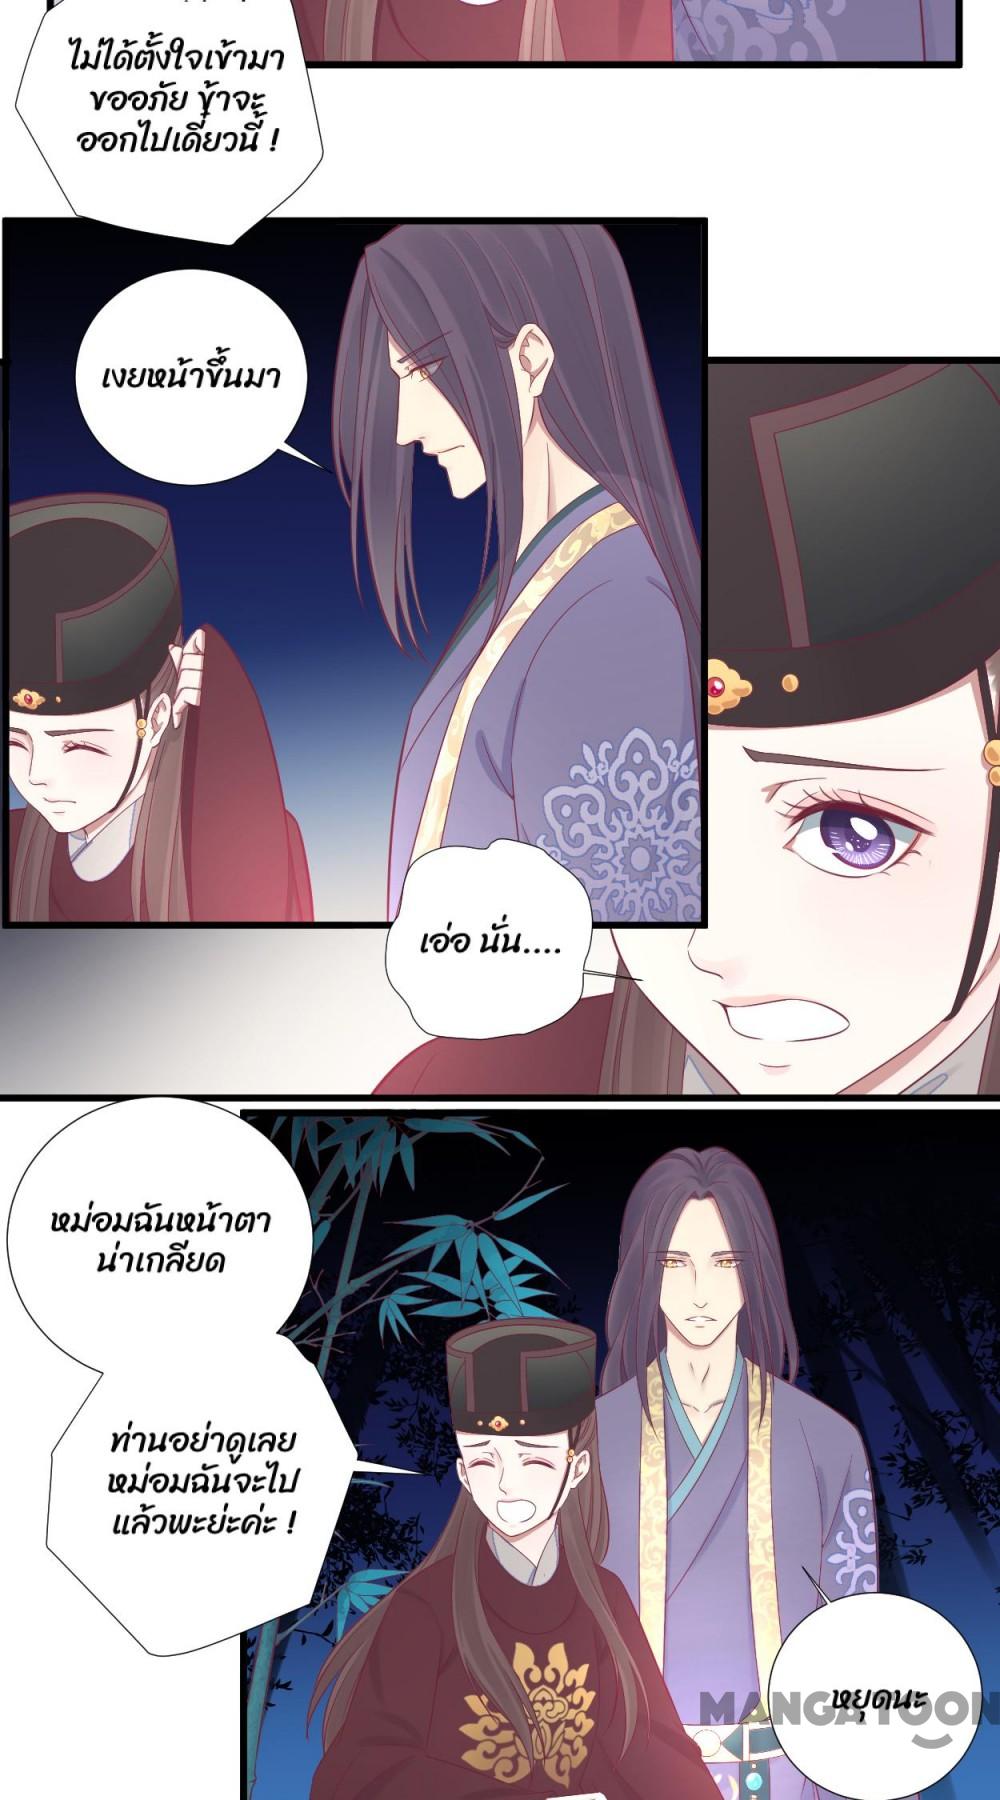 ไม่ได้ตั้งใจเข้ามา
ขออภัย ข้าจะ
ออกไปเดี๋ยวนี้ !
เงยหน้าขึ้นมา
เอ่อ นั่น....
หม่อมฉันหน้าตา
น่าเกลียด
ท่านอย่าดูเลย
หม่อมฉันจะไป
แล้วพะย่ะค่ะ !
หยุดนะ
MANGATOON